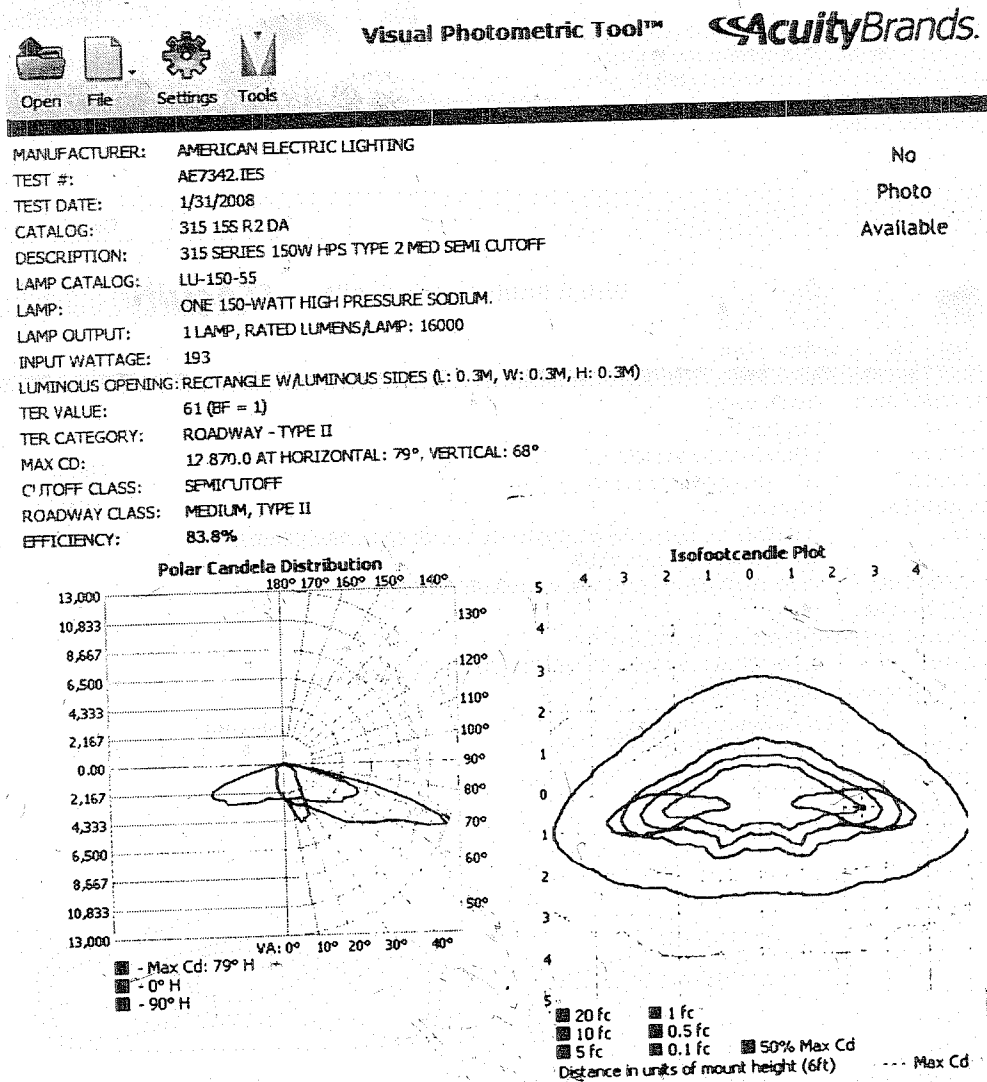 Visual Photometric Tool™
AcuityBrands.
Open File Settings Tools
MANUFACTURER: AMERICAN ELECTRIC LIGHTING
TEST #: AE7342.IES
TEST DATE: 1/31/2008
CATALOG: 315 15S R2 DA
DESCRIPTION: 315 SERIES 150W HPS TYPE 2 MED SEMI CUTOFF
LAMP CATALOG: LU-150-55
LAMP: ONE 150-WATT HIGH PRESSURE SODIUM.
LAMP OUTPUT: 1 LAMP, RATED LUMENS/LAMP: 16000
INPUT WATTAGE: 193
LUMINOUS OPENING: RECTANGLE W/LUMINOUS SIDES (L: 0.3M, W: 0.3M, H: 0.3M)
TER VALUE: 61 (BF = 1)
TER CATEGORY: ROADWAY - TYPE II
MAX CD: 12,870.0 AT HORIZONTAL: 79°, VERTICAL: 68°
CUTOFF CLASS: SEMICUTOFF
ROADWAY CLASS: MEDIUM, TYPE II
EFFICIENCY: 83.8%
No
Photo
Available
Polar Candela Distribution
180° 170° 160° 150° 140°
13,000
10,833
8,667
6,500
4,333
2,167
0.00
2,167
4,333
6,500
8,667
10,833
13,000
130°
120°
110°
100°
90°
80°
70°
60°
50°
VA: 0° 10° 20° 30° 40°
- Max Cd: 79° H
- 0° H
- 90° H
Isofootcandle Plot
4 3 2 1 0 1 2 3 4
5
4
3
2
1
0
1
2
3
4
5
20 fc 1 fc
10 fc 0.5 fc
5 fc 0.1 fc 50% Max Cd
Distance in units of mount height (6ft) --- Max Cd